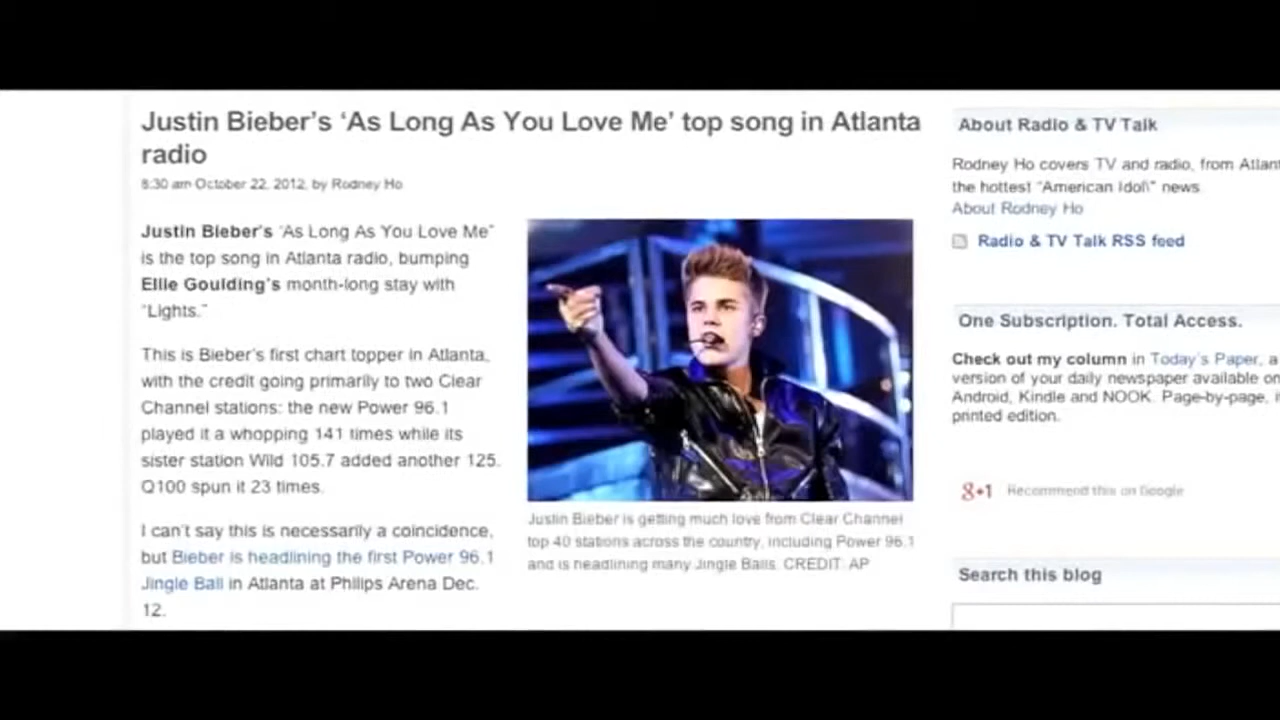 Justin Bieber's 'As Long As You Love Me' top song in Atlanta
radio
8:30 am October 22, 2012, by Rodney Ho
Justin Bieber's "As Long As You Love Me"
is the top song in Atlanta radio, bumping
Ellie Goulding's month-long stay with
"Lights."
This is Bieber's first chart topper in Atlanta,
with the credit going primarily to two Clear
Channel stations: the new Power 96.1
played it a whopping 141 times while its
sister station Wild 105.7 added another 125.
Q100 spun it 23 times.
I can't say this is necessarily a coincidence,
but Bieber is headlining the first Power 96.1
Jingle Ball in Atlanta at Philips Arena Dec.
12.
Justin Bieber is getting much love from Clear Channel
top 40 stations across the country, including Power 96.1
and is headlining many Jingle Balls. CREDIT: AP
About Radio & TV Talk
Rodney Ho covers TV and radio, from Atlant
the hottest "American Idol\" news.
About Rodney Ho
Radio & TV Talk RSS feed
One Subscription. Total Access.
Check out my column in Today's Paper, a
version of your daily newspaper available on
Android, Kindle and NOOK. Page-by-page, i
printed edition.
8+1 Recommend this on Google
Search this blog